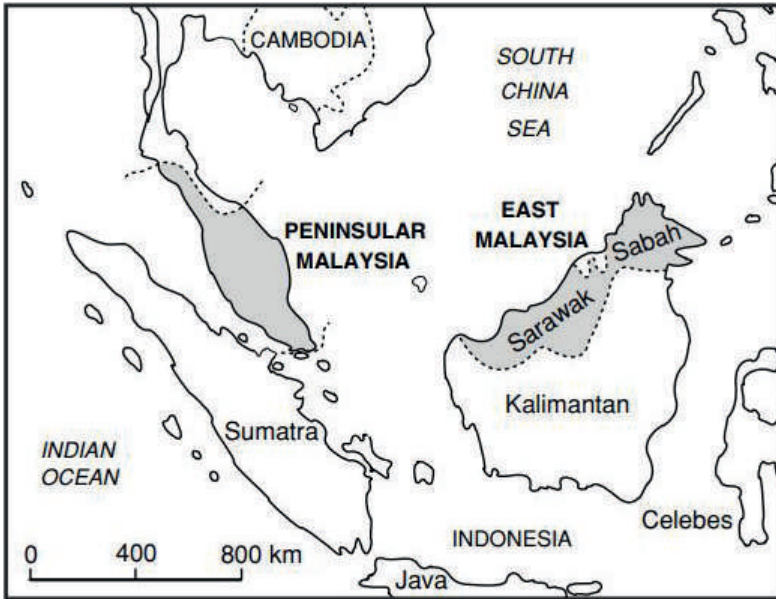 CAMBODIA
SOUTH
CHINA
SEA
PENINSULAR
MALAYSIA
EAST
MALAYSIA
Sabah
Sarawak
Kalimantan
Sumatra
INDIAN
OCEAN
Celebes
INDONESIA
0 400 800 km
Java